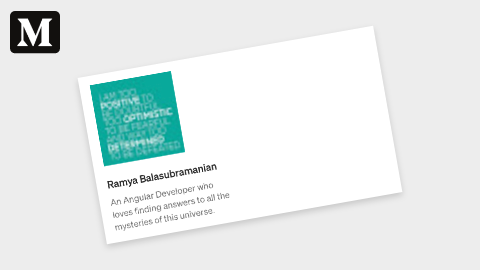 M
I AM TOO
POSITIVE TO
BE DOUBTFUL
TOO OPTIMISTIC
TO BE FEARFUL
AND WAY TOO
DETERMINED
TO BE DEFEATED
Ramya Balasubramanian
An Angular Developer who
loves finding answers to all the
mysteries of this universe